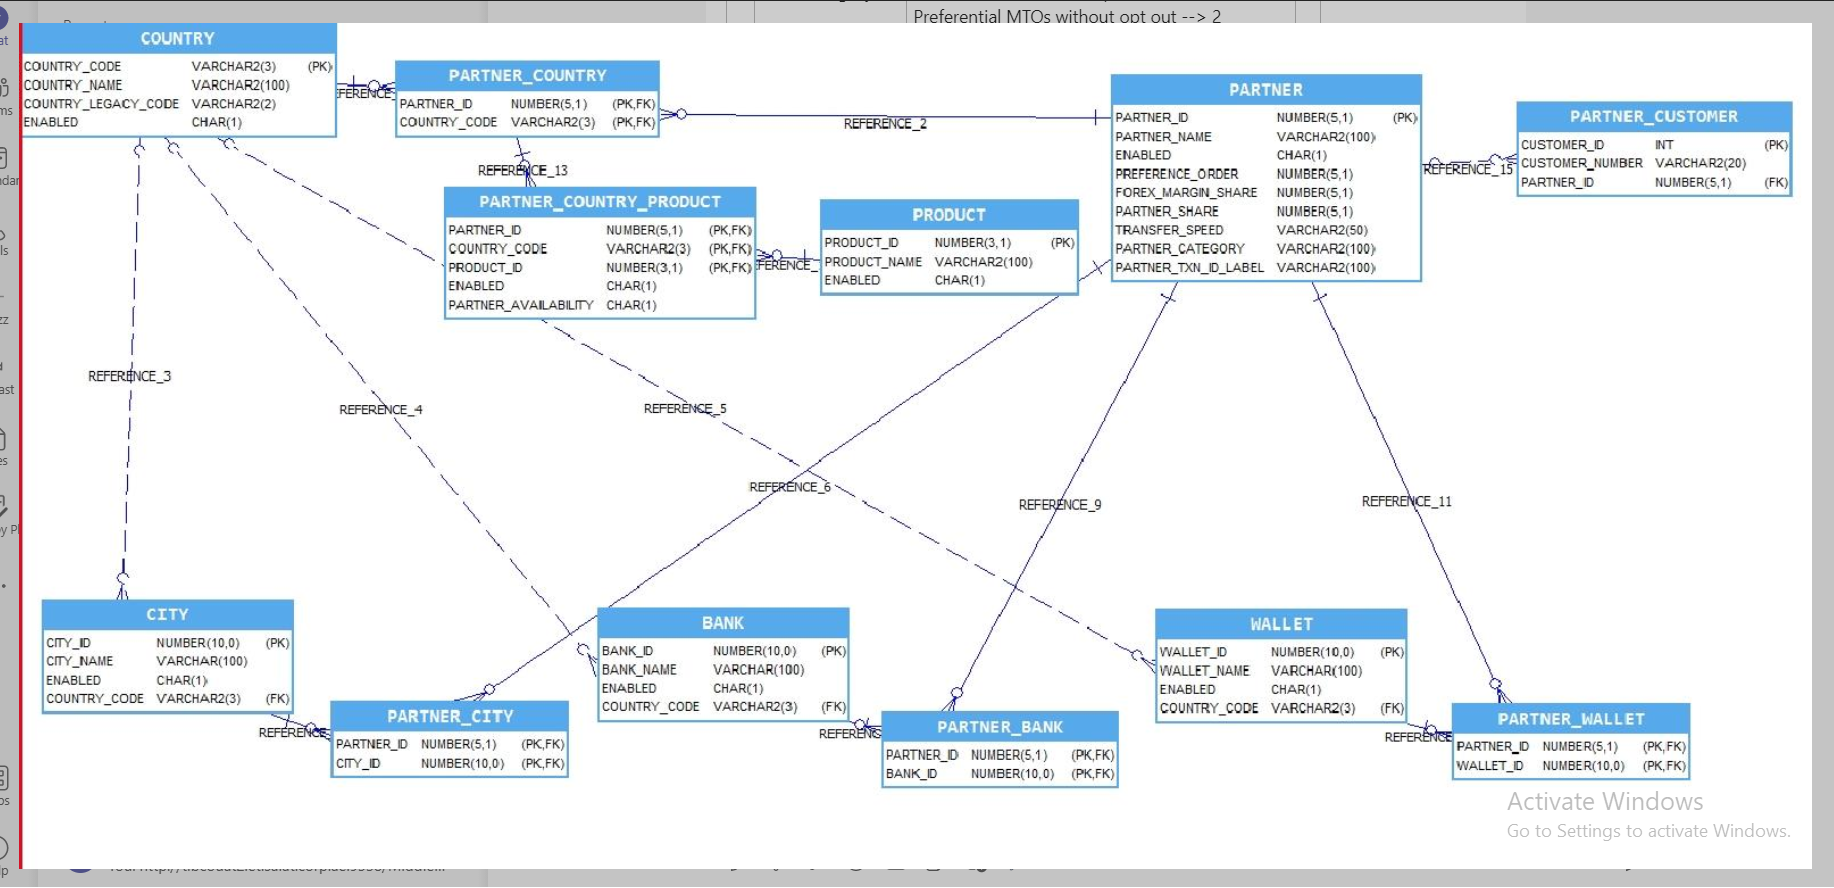 Preferential MTOs without opt out --> 2
COUNTRY
COUNTRY_CODE VARCHAR2(3) (PK)
COUNTRY_NAME VARCHAR2(100)
COUNTRY_LEGACY_CODE VARCHAR2(2)
ENABLED CHAR(1)
PARTNER_COUNTRY
PARTNER_ID NUMBER(5,1) (PK,FK)
COUNTRY_CODE VARCHAR2(3) (PK,FK)
REFERENCE_2
PARTNER
PARTNER_ID NUMBER(5,1) (PK)
PARTNER_NAME VARCHAR2(100)
ENABLED CHAR(1)
PREFERENCE_ORDER NUMBER(5,1)
FOREX_MARGIN_SHARE NUMBER(5,1)
PARTNER_SHARE NUMBER(5,1)
TRANSFER_SPEED VARCHAR2(50)
PARTNER_CATEGORY VARCHAR2(100)
PARTNER_TXN_ID_LABEL VARCHAR2(100)
REFERENCE_15
PARTNER_CUSTOMER
CUSTOMER_ID INT (PK)
CUSTOMER_NUMBER VARCHAR2(20)
PARTNER_ID NUMBER(5,1) (FK)
REFERENCE_13
PARTNER_COUNTRY_PRODUCT
PARTNER_ID NUMBER(5,1) (PK,FK)
COUNTRY_CODE VARCHAR2(3) (PK,FK)
PRODUCT_ID NUMBER(3,1) (PK,FK)
ENABLED CHAR(1)
PARTNER_AVAILABILITY CHAR(1)
EFERENCE_
PRODUCT
PRODUCT_ID NUMBER(3,1) (PK)
PRODUCT_NAME VARCHAR2(100)
ENABLED CHAR(1)
REFERENCE_3
REFERENCE_4
REFERENCE_5
REFERENCE_6
REFERENCE_9
REFERENCE_11
CITY
CITY_ID NUMBER(10,0) (PK)
CITY_NAME VARCHAR(100)
ENABLED CHAR(1)
COUNTRY_CODE VARCHAR2(3) (FK)
REFERENCE
PARTNER_CITY
PARTNER_ID NUMBER(5,1) (PK,FK)
CITY_ID NUMBER(10,0) (PK,FK)
BANK
BANK_ID NUMBER(10,0) (PK)
BANK_NAME VARCHAR(100)
ENABLED CHAR(1)
COUNTRY_CODE VARCHAR2(3) (FK)
REFERENC
PARTNER_BANK
PARTNER_ID NUMBER(5,1) (PK,FK)
BANK_ID NUMBER(10,0) (PK,FK)
WALLET
WALLET_ID NUMBER(10,0) (PK)
WALLET_NAME VARCHAR(100)
ENABLED CHAR(1)
COUNTRY_CODE VARCHAR2(3) (FK)
REFERENCE
PARTNER_WALLET
PARTNER_ID NUMBER(5,1) (PK,FK)
WALLET_ID NUMBER(10,0) (PK,FK)
Activate Windows
Go to Settings to activate Windows.